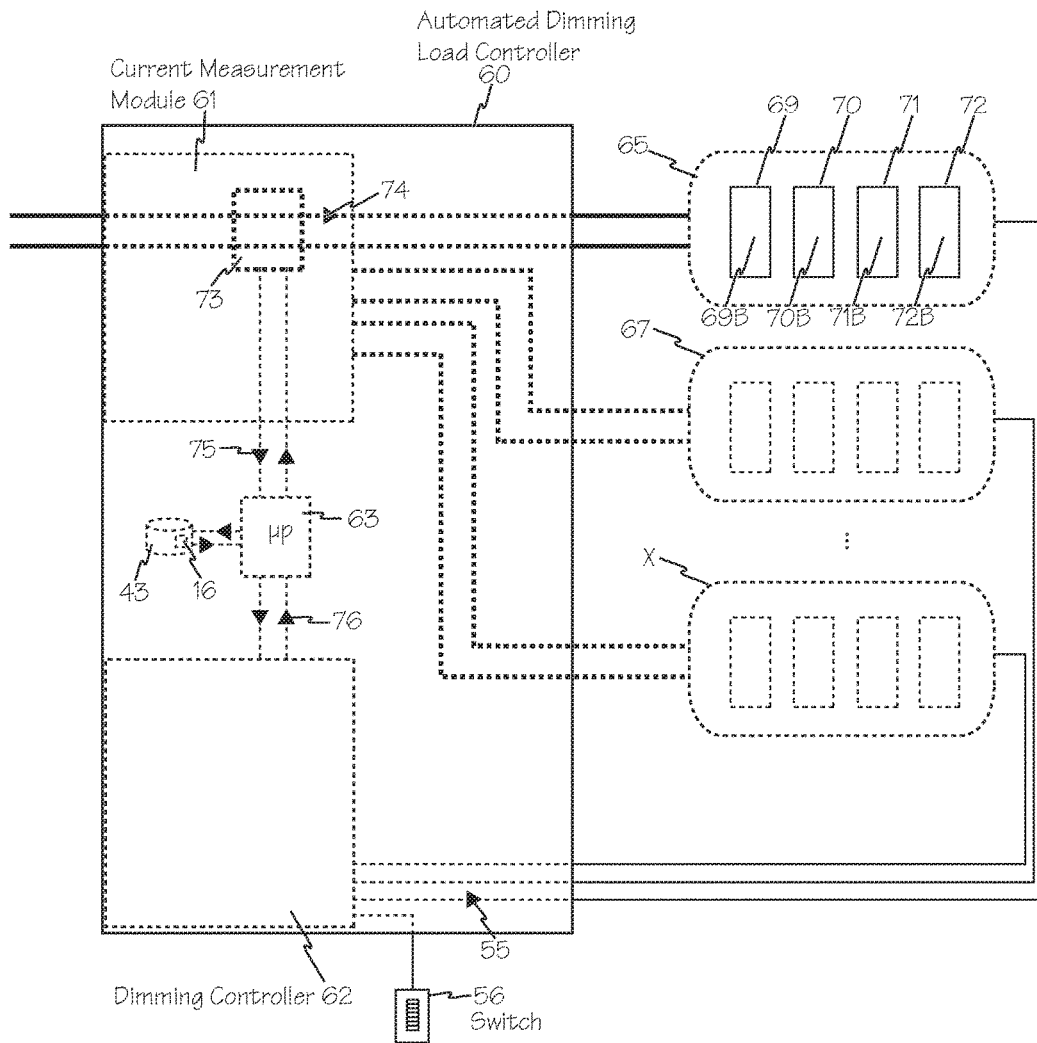 Automated Dimming
Load Controller
60
Current Measurement
Module 61
69 70 71 72
65
74
73
69B 70B 71B 72B
67
75
63
µP
43 16
X
76
55
Dimming Controller 62
56
Switch